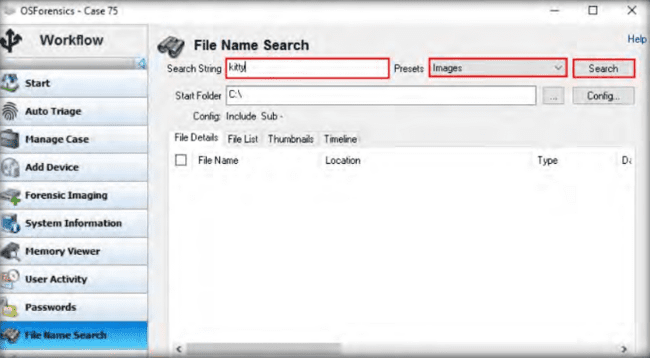 OSForensics - Case 75
Workflow
File Name Search
Help
Search String kitty Presets Images Search
Start Folder C:\ ... Config...
Config: Include Sub -
File Details File List Thumbnails Timeline
File Name Location Type Da
Start
Auto Triage
Manage Case
Add Device
Forensic Imaging
System Information
Memory Viewer
User Activity
Passwords
File Name Search